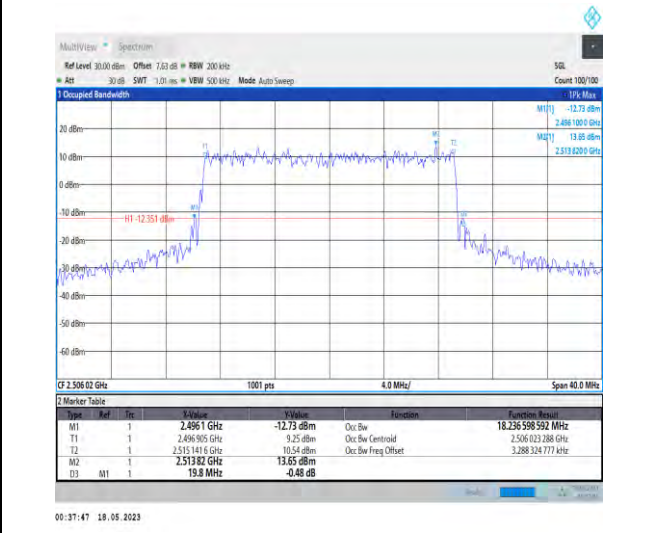 MultiView Spectrum
Ref Level 30.00 dBm Offset 7.63 dB RBW 200 kHz SGL
Att 30 dB SWT 1.01 ms VBW 500 kHz Mode Auto Sweep Count 100/100
1 Occupied Bandwidth 1Pk Max
M1[1] -12.73 dBm
2.496 100 0 GHz
M2[1] 13.65 dBm
2.513 820 0 GHz
20 dBm
10 dBm
0 dBm
-10 dBm
H1 -12.351 dBm
-20 dBm
-30 dBm
-40 dBm
-50 dBm
-60 dBm
T1
M2
T2
M1
CF 2.506 02 GHz 1001 pts 4.0 MHz/ Span 40.0 MHz
2 Marker Table
Type Ref Trc X-Value Y-Value Function Function Result
M1 1 2.496 1 GHz -12.73 dBm Occ Bw 18.236 598 592 MHz
T1 1 2.496 905 GHz 9.25 dBm Occ Bw Centroid 2.506 023 288 GHz
T2 1 2.515 141 6 GHz 10.54 dBm Occ Bw Freq Offset 3.288 324 777 kHz
M2 1 2.513 82 GHz 13.65 dBm
D3 M1 1 19.8 MHz -0.48 dB
00:37:47 18.05.2023